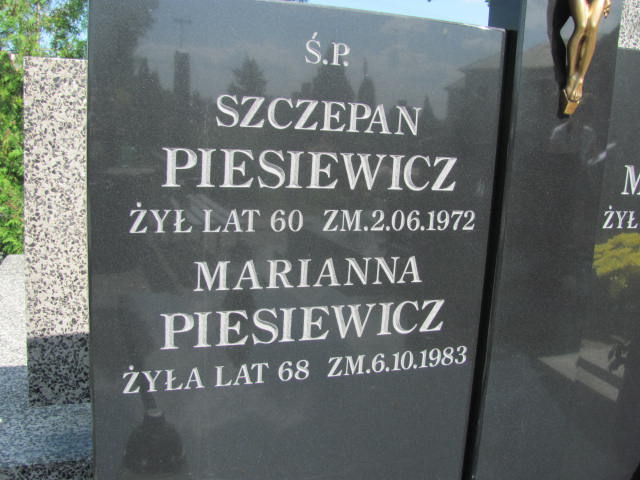 Ś.P.
SZCZEPAN
PIESIEWICZ
ŻYŁ LAT 60 ZM.2.06.1972
MARIANNA
PIESIEWICZ
ŻYŁA LAT 68 ZM.6.10.1983